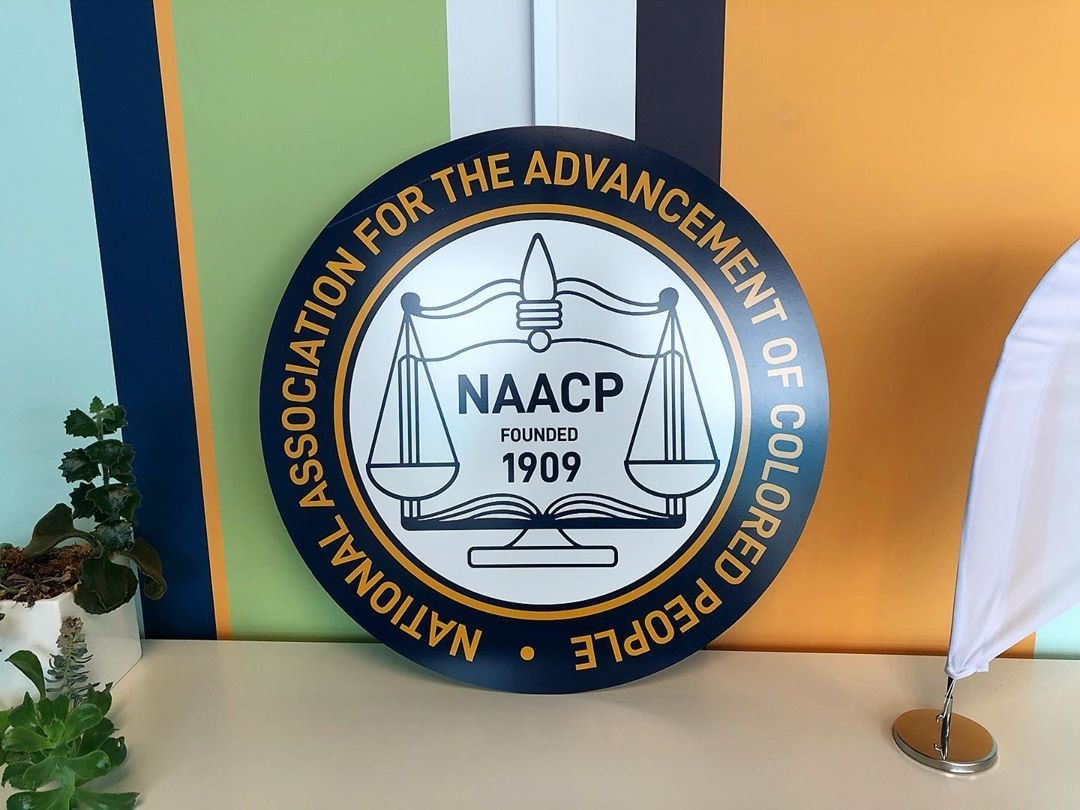 NATIONAL ASSOCIATION FOR THE ADVANCEMENT OF COLORED PEOPLE •
NAACP
FOUNDED
1909